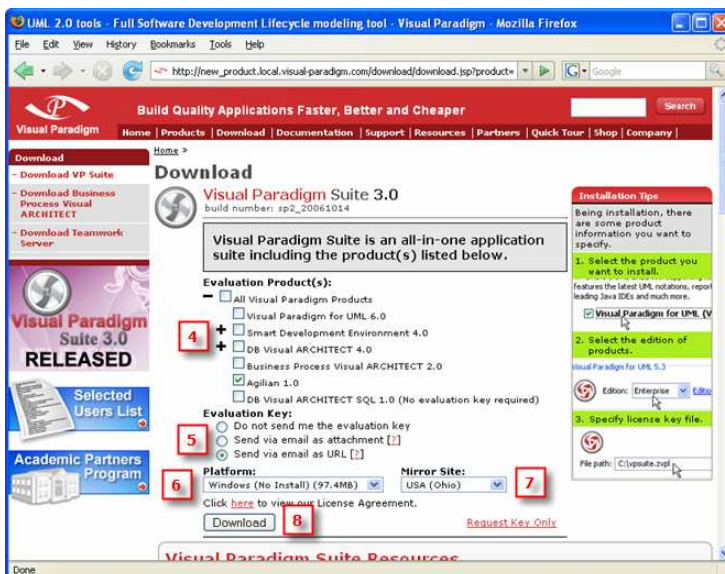 UML 2.0 tools - Full Software Development Lifecycle modeling tool - Visual Paradigm - Mozilla Firefox
File Edit View History Bookmarks Tools Help
http://new_product.local.visual-paradigm.com/download/download.jsp?product=
Google
Visual Paradigm
Build Quality Applications Faster, Better and Cheaper
Search
Home | Products | Download | Documentation | Support | Resources | Partners | Quick Tour | Shop | Company |
Download
- Download VP Suite
- Download Business
Process Visual
ARCHITECT
- Download Teamwork
Server
Visual Paradigm
Suite 3.0
RELEASED
Selected
Users List
Academic Partners
Program
Home »
Download
Visual Paradigm Suite 3.0
build number: sp2_20061014
Visual Paradigm Suite is an all-in-one application
suite including the product(s) listed below.
Evaluation Product(s):
All Visual Paradigm Products
Visual Paradigm for UML 6.0
4
Smart Development Environment 4.0
DB Visual ARCHITECT 4.0
Business Process Visual ARCHITECT 2.0
Agilian 1.0
DB Visual ARCHITECT SQL 1.0 (No evaluation key required)
Evaluation Key:
Do not send me the evaluation key
5
Send via email as attachment [?]
Send via email as URL [?]
Platform:
Mirror Site:
6
Windows (No Install) (97.4MB)
USA (Ohio)
7
Click here to view our License Agreement.
Download
8
Request Key Only
Visual Paradigm Suite Resources
Installation Tips
Being installation, there
are some product
information you want to
specify.
1. Select the product you
want to install.
features the latest UML notations, report
leading Java IDEs and much more.
Visual Paradigm for UML (V
2. Select the edition of
products.
Visual Paradigm for UML 5.3
Edition: Enterprise Editio
3. Specify license key file.
File path: C:\vpsuite.zvpl
Done